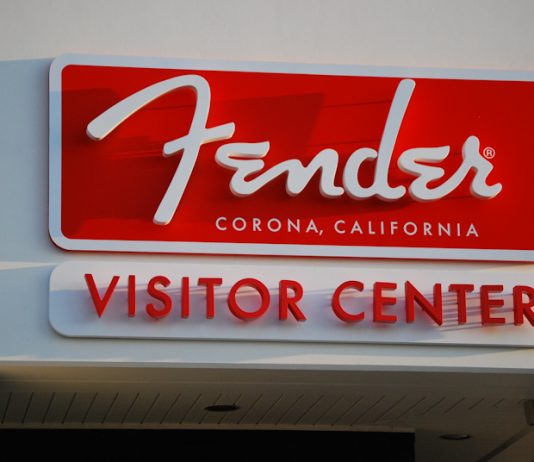 Fender®
CORONA, CALIFORNIA
VISITOR CENTER